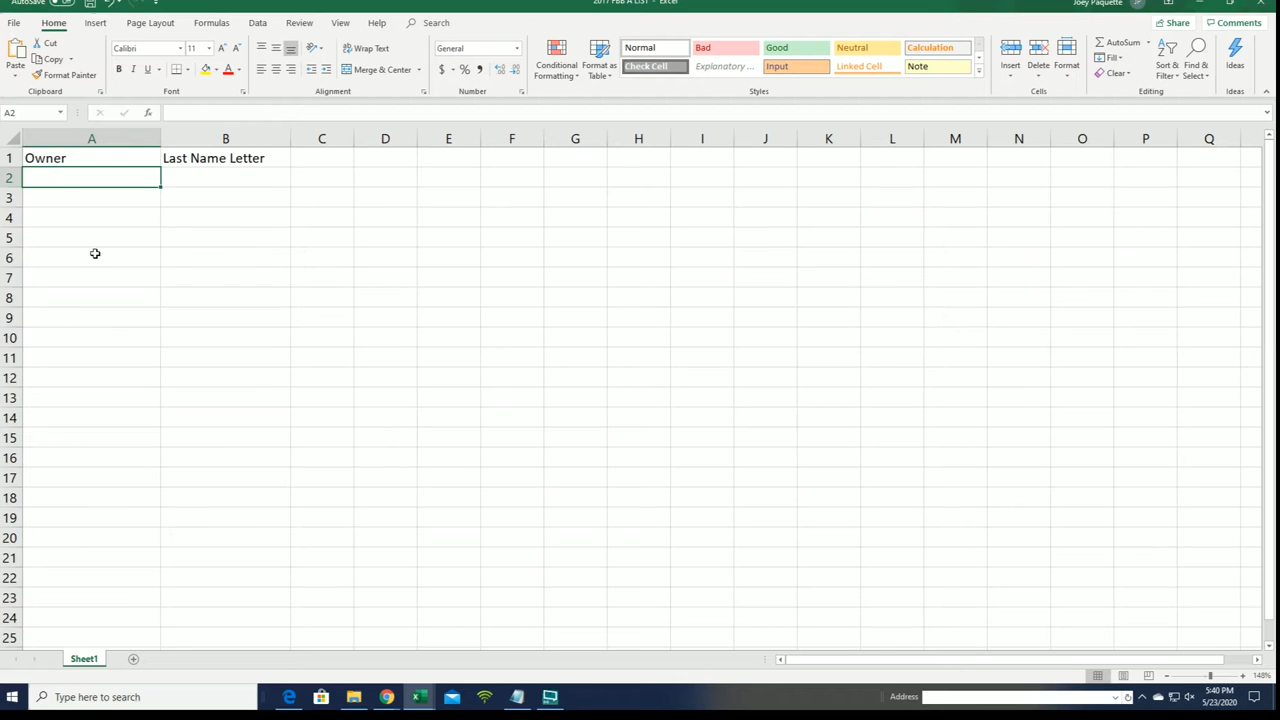 AutoSave Off 2017 FBB A LIST - Excel Joey Paquette JP
File Home Insert Page Layout Formulas Data Review View Help Search Share Comments
Paste Cut Copy Format Painter Clipboard
Calibri 11 A A B I U A Font
Wrap Text Merge & Center Alignment
General $ % , Number
Conditional Formatting Format as Table
Normal Bad Good Neutral Calculation
Check Cell Explanatory ... Input Linked Cell Note
Styles
Insert Delete Format Cells
AutoSum Fill Clear Sort & Filter Find & Select Editing
Ideas Ideas
A2 fx
A B C D E F G H I J K L M N O P Q
1 Owner Last Name Letter
2
3
4
5
6
7
8
9
10
11
12
13
14
15
16
17
18
19
20
21
22
23
24
25
Sheet1
148%
Type here to search Address 5:40 PM
5/23/2020